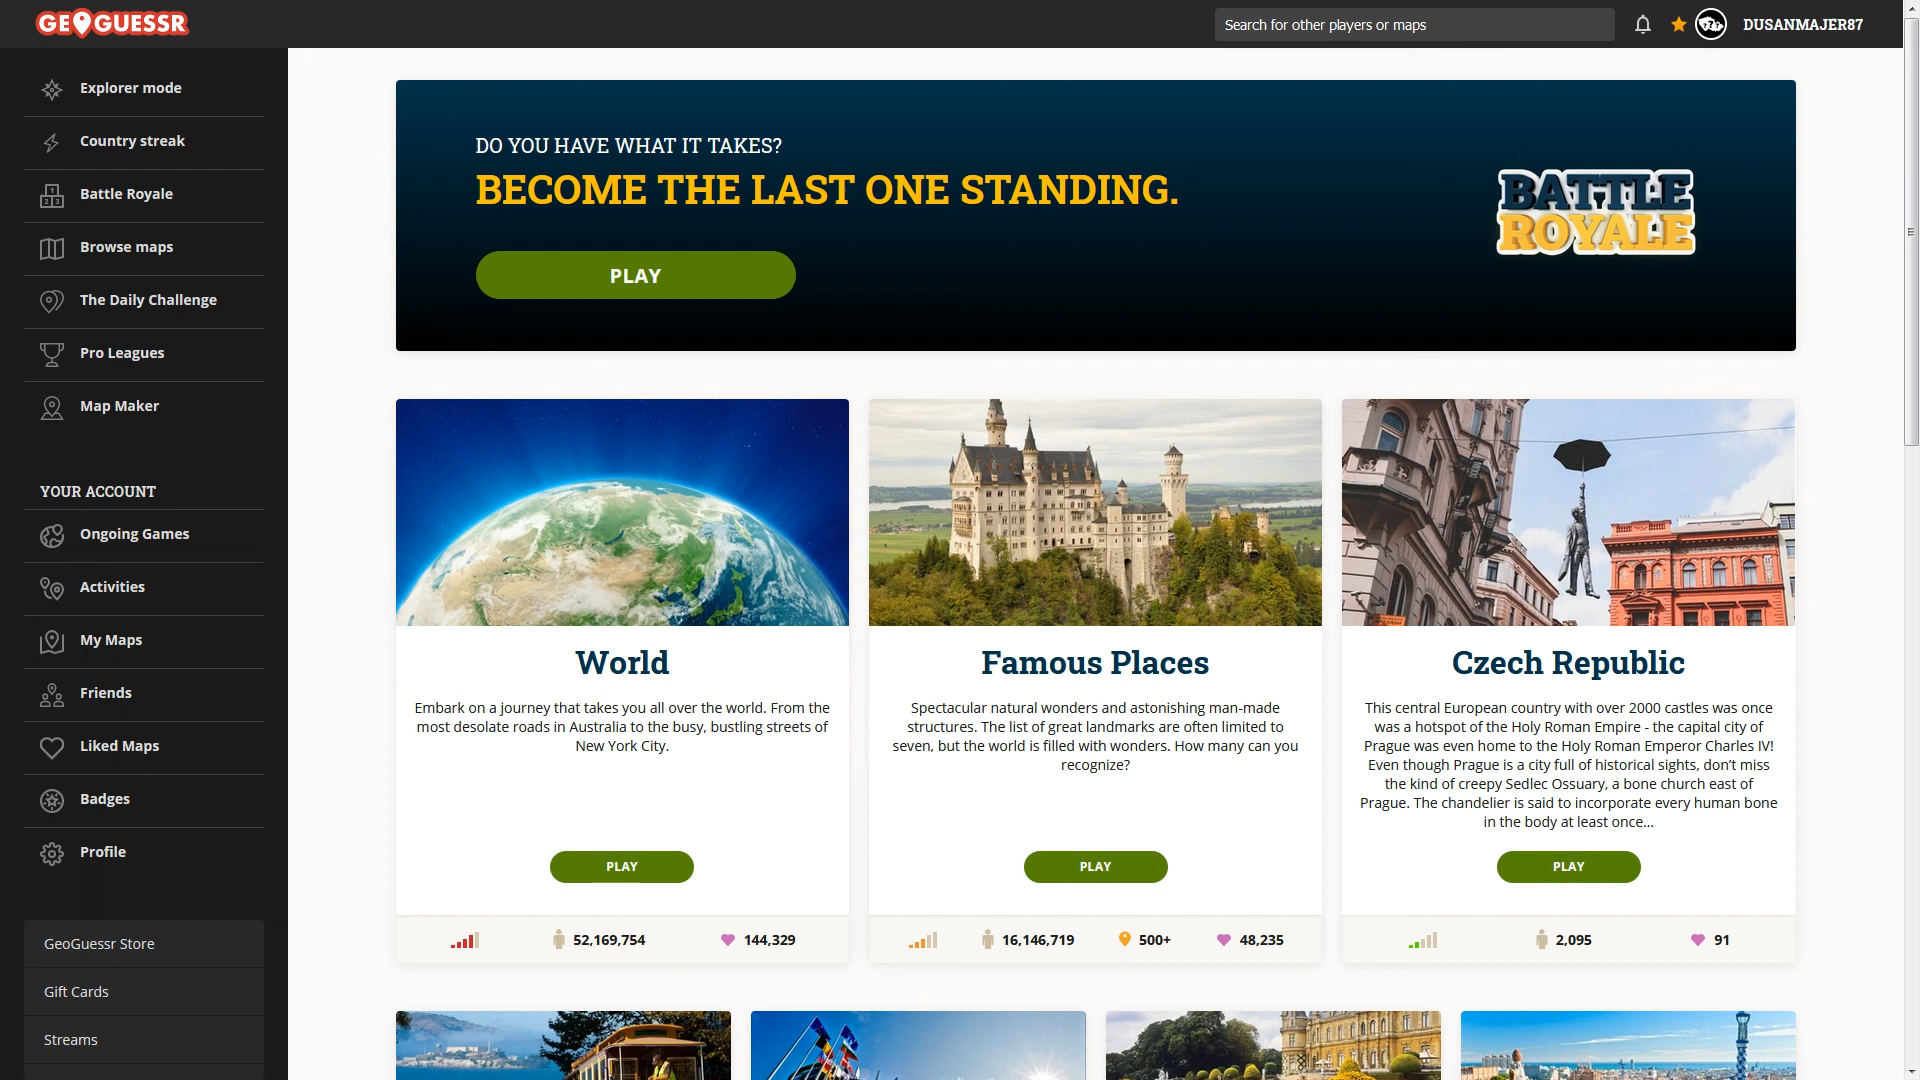 GEOGUESSR
Search for other players or maps
DUSANMAJER87
Explorer mode
Country streak
Battle Royale
Browse maps
The Daily Challenge
Pro Leagues
Map Maker
YOUR ACCOUNT
Ongoing Games
Activities
My Maps
Friends
Liked Maps
Badges
Profile
GeoGuessr Store
Gift Cards
Streams
DO YOU HAVE WHAT IT TAKES?
BECOME THE LAST ONE STANDING.
PLAY
BATTLE
ROYALE
World
Embark on a journey that takes you all over the world. From the
most desolate roads in Australia to the busy, bustling streets of
New York City.
PLAY
52,169,754 144,329
Famous Places
Spectacular natural wonders and astonishing man-made
structures. The list of great landmarks are often limited to
seven, but the world is filled with wonders. How many can you
recognize?
PLAY
16,146,719 500+ 48,235
Czech Republic
This central European country with over 2000 castles was once
was a hotspot of the Holy Roman Empire - the capital city of
Prague was even home to the Holy Roman Emperor Charles IV!
Even though Prague is a city full of historical sights, don’t miss
the kind of creepy Sedlec Ossuary, a bone church east of
Prague. The chandelier is said to incorporate every human bone
in the body at least once...
PLAY
2,095 91